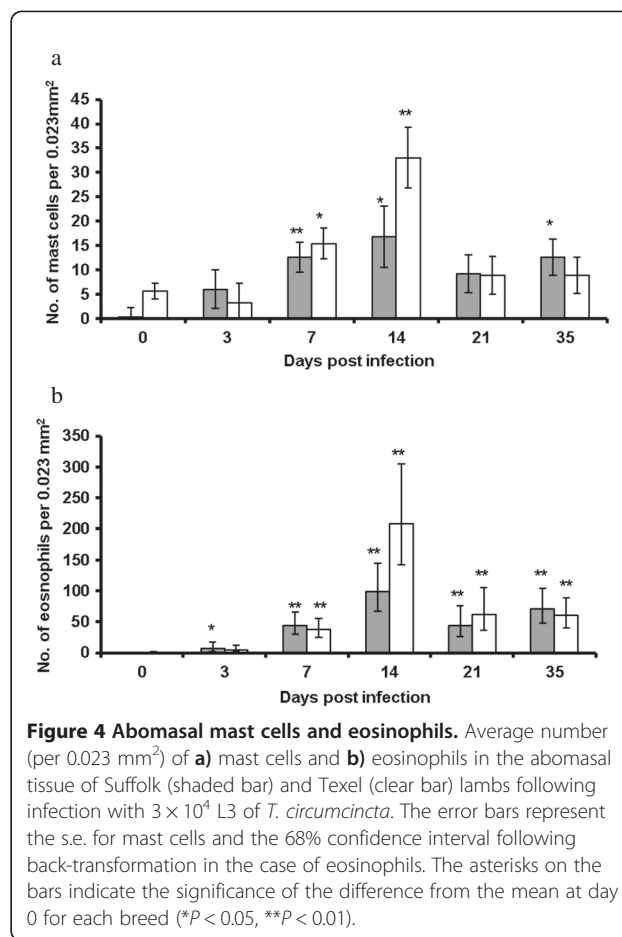 a
No. of mast cells per 0.023mm²
45
40
35
30
25
20
15
10
5
0
** * * ** *
0 3 7 14 21 35
Days post infection
b
No. of eosnophils per 0.023 mm²
350
300
250
200
150
100
50
0
* ** ** ** ** ** ** ** **
0 3 7 14 21 35
Days post infection
Figure 4 Abomasal mast cells and eosinophils. Average number
(per 0.023 mm²) of a) mast cells and b) eosinophils in the abomasal
tissue of Suffolk (shaded bar) and Texel (clear bar) lambs following
infection with 3 × 10⁴ L3 of T. circumcincta. The error bars represent
the s.e. for mast cells and the 68% confidence interval following
back-transformation in the case of eosinophils. The asterisks on the
bars indicate the significance of the difference from the mean at day
0 for each breed (*P < 0.05, **P < 0.01).